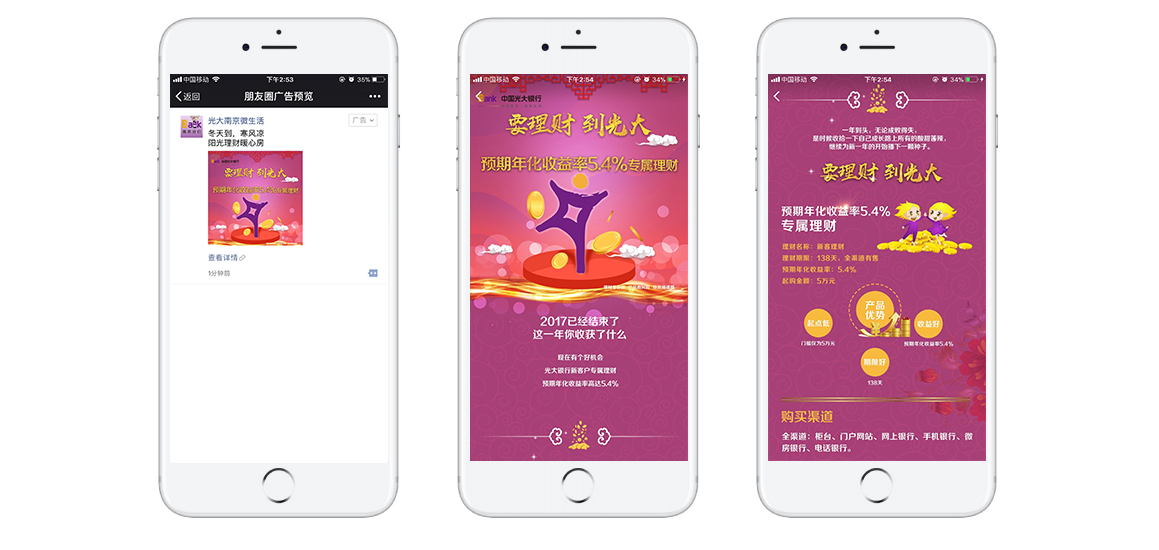 中国移动
下午2:53
35%
返回
朋友圈广告预览
Bank
光大南京微生活
广告
冬天到，寒风凉
阳光理财暖心房
要理财 到光大
预期年化收益率5.4%专属理财
查看详情
1分钟前
中国移动
下午2:54
34%
Bank 中国光大银行
要理财 到光大
预期年化收益率5.4%专属理财
2017已经结束了
这一年你收获了什么
现在有个好机会
光大银行新客户专属理财
预期年化收益率高达5.4%
中国移动
下午2:54
34%
一年到头，无论成败得失，
是时候收拾一下自己成长路上所有的酸甜苦辣，
继续为新一年的开始播下一颗种子。
要理财 到光大
预期年化收益率5.4%
专属理财
理财名称：新客理财
理财期限：138天，全渠道有售
预期年化收益率：5.4%
起购金额：5万元
产品
优势
起点低
门槛仅为5万元
收益好
预期年化收益率5.4%
期限好
138天
购买渠道
全渠道：柜台、门户网站、网上银行、手机银行、微
房银行、电话银行。